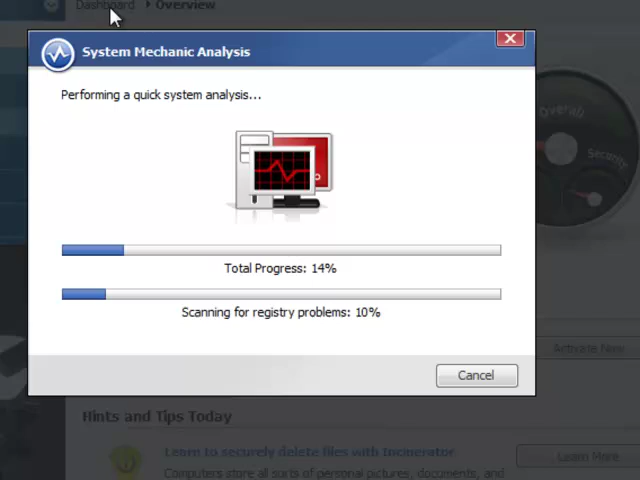 Dashboard Overview
System Mechanic Analysis
Performing a quick system analysis...
Overall
Security
Total Progress: 14%
Scanning for registry problems: 10%
Activate Now
Cancel
Hints and Tips Today
Learn to securely delete files with Incinerator
Learn More
Computers store all sorts of personal pictures, documents, and